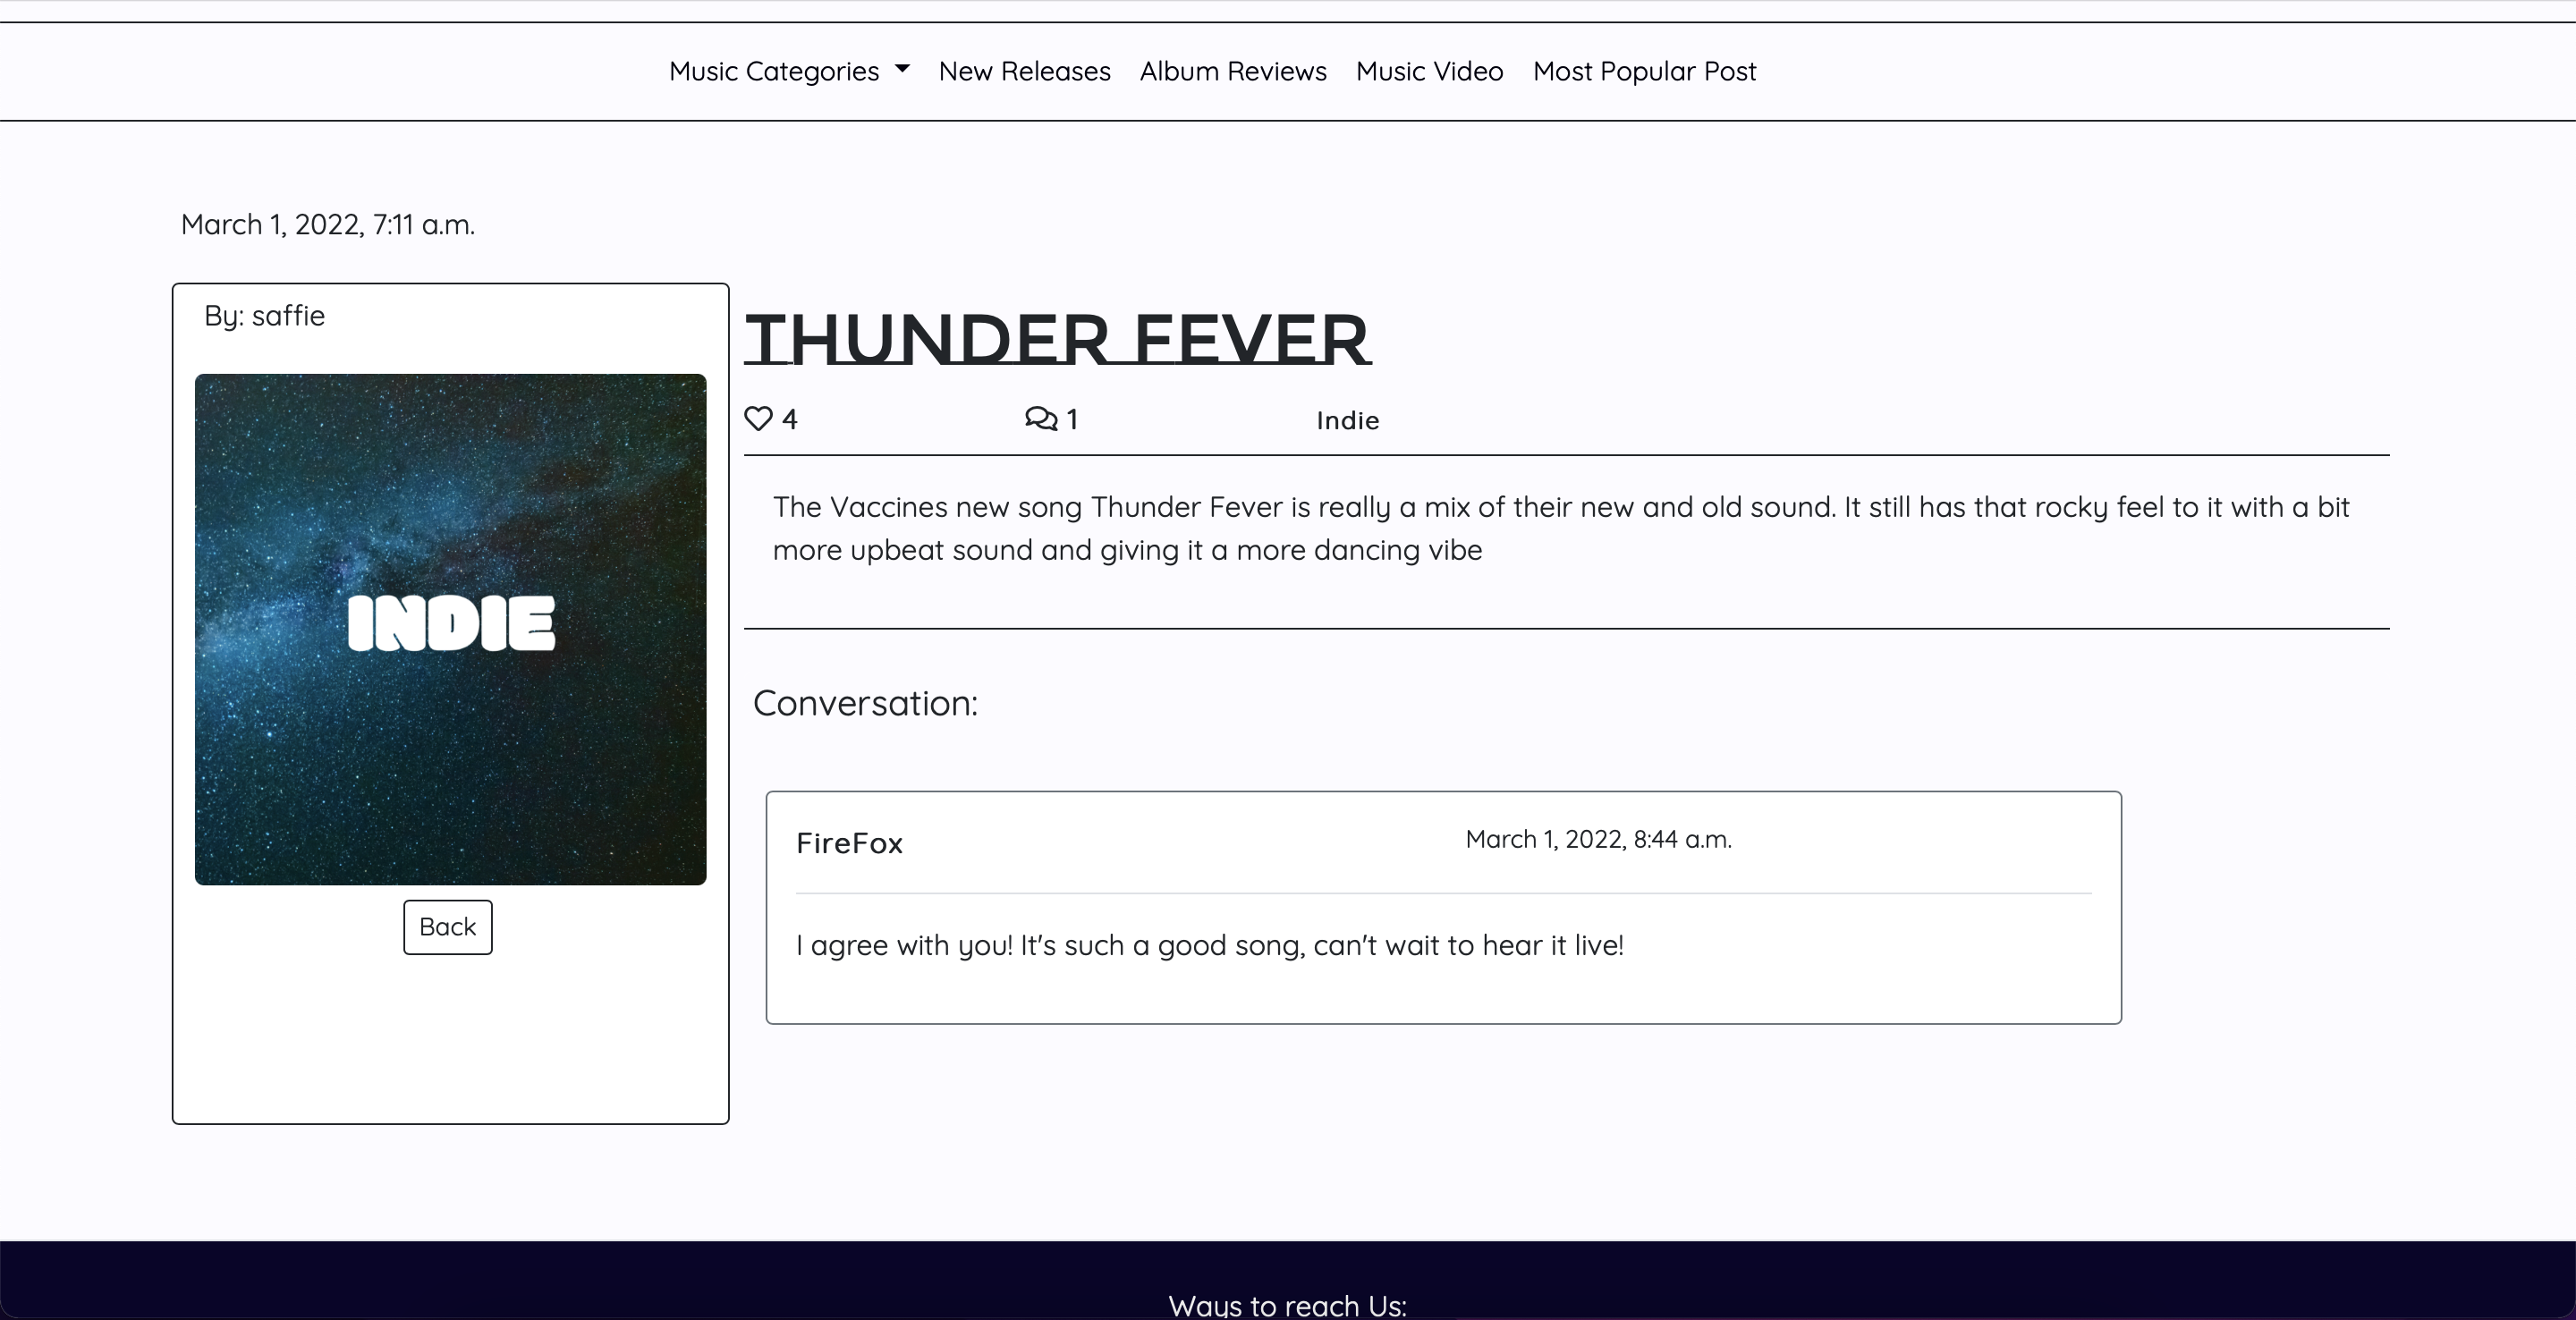 Music Categories New Releases Album Reviews Music Video Most Popular Post
March 1, 2022, 7:11 a.m.
By: saffie
INDIE
Back
THUNDER FEVER
4 1 Indie
The Vaccines new song Thunder Fever is really a mix of their new and old sound. It still has that rocky feel to it with a bit
more upbeat sound and giving it a more dancing vibe
Conversation:
FireFox March 1, 2022, 8:44 a.m.
I agree with you! It's such a good song, can't wait to hear it live!
Ways to reach Us: